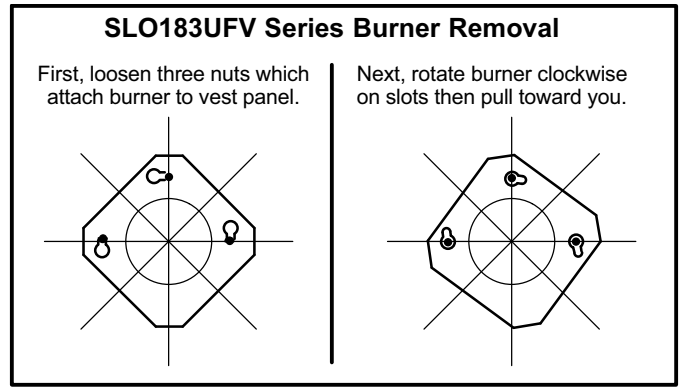 SLO183UFV Series Burner Removal
First, loosen three nuts which
attach burner to vest panel.
Next, rotate burner clockwise
on slots then pull toward you.